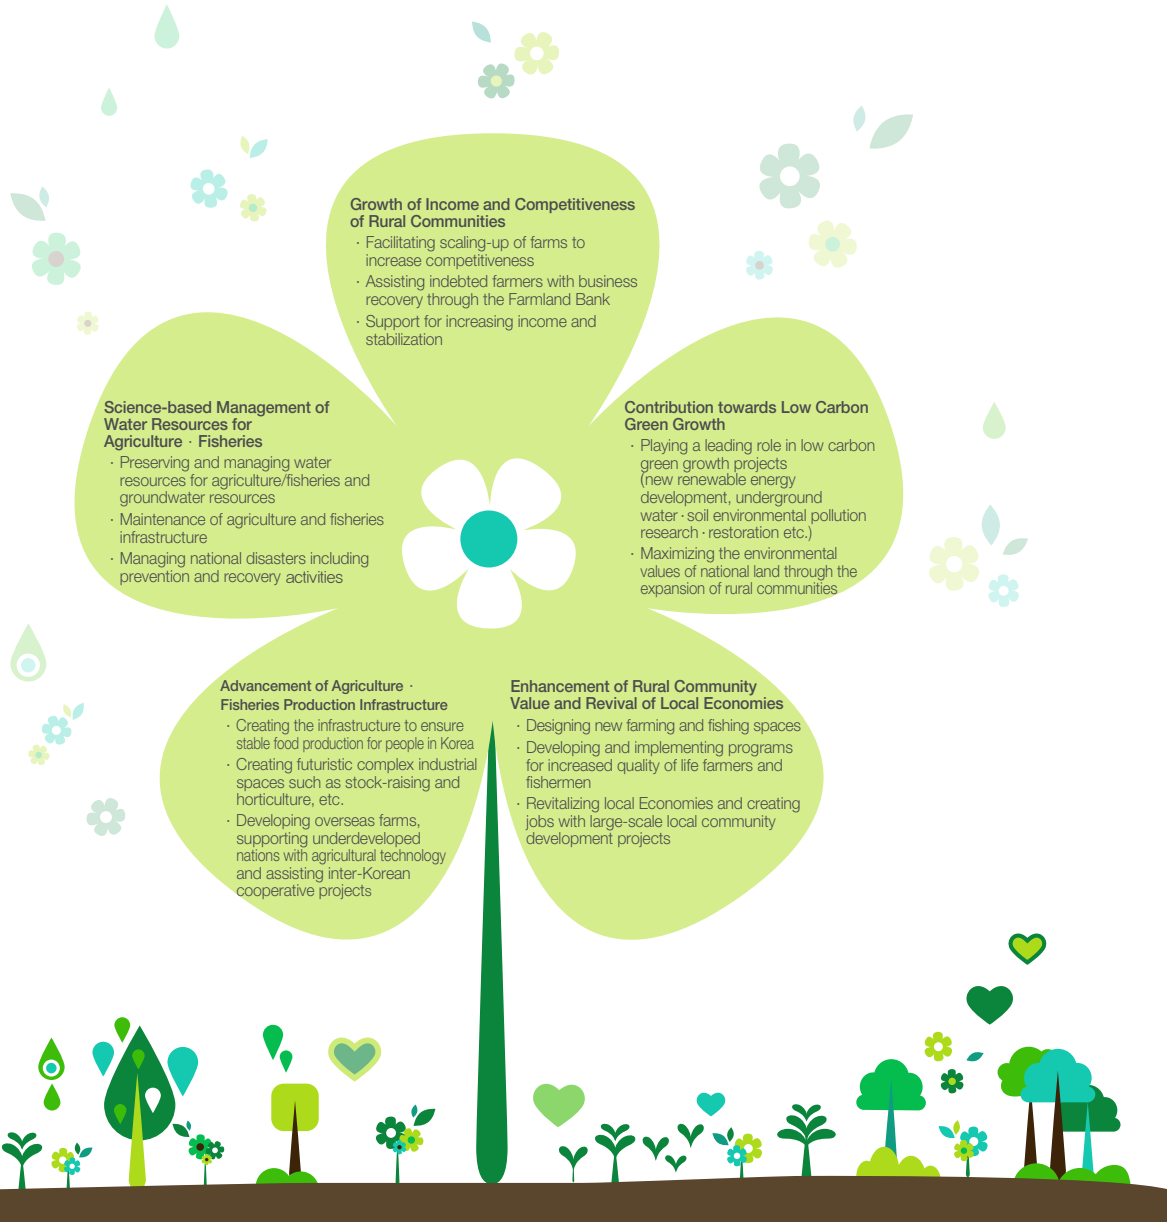 Growth of Income and Competitiveness
of Rural Communities
· Facilitating scaling-up of farms to
increase competitiveness
· Assisting indebted farmers with business
recovery through the Farmland Bank
· Support for increasing income and
stabilization
Science-based Management of
Water Resources for
Agriculture · Fisheries
· Preserving and managing water
resources for agriculture/fisheries and
groundwater resources
· Maintenance of agriculture and fisheries
infrastructure
· Managing national disasters including
prevention and recovery activities
Contribution towards Low Carbon
Green Growth
· Playing a leading role in low carbon
green growth projects
(new renewable energy
development, underground
water · soil environmental pollution
research · restoration etc.)
· Maximizing the environmental
values of national land through the
expansion of rural communities
Advancement of Agriculture ·
Fisheries Production Infrastructure
· Creating the infrastructure to ensure
stable food production for people in Korea
· Creating futuristic complex industrial
spaces such as stock-raising and
horticulture, etc.
· Developing overseas farms,
supporting underdeveloped
nations with agricultural technology
and assisting inter-Korean
cooperative projects
Enhancement of Rural Community
Value and Revival of Local Economies
· Designing new farming and fishing spaces
· Developing and implementing programs
for increased quality of life farmers and
fishermen
· Revitalizing local Economies and creating
jobs with large-scale local community
development projects